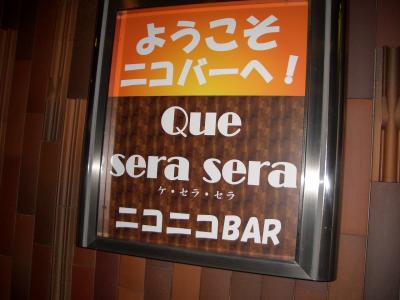 ようこそ
ニコバーへ！
Que
sera sera
ケ・セラ・セラ
ニコニコBAR